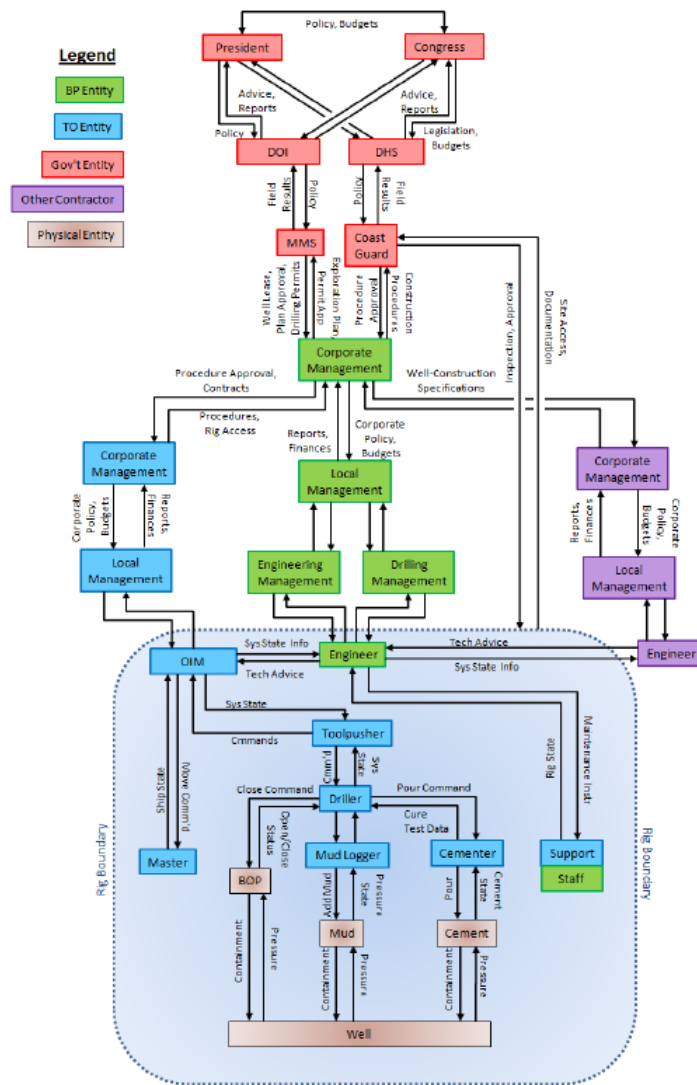 Policy, Budgets
President
Congress
Legend
BP Entity
TO Entity
Gov't Entity
Other Contractor
Physical Entity
Advice,
Reports
Policy
Advice,
Reports
Legislation,
Budgets
DOI
DHS
Field
Results
Policy
Policy
Field
Results
MMS
Coast
Guard
Well Lease,
Plan Approval,
Drilling Permits
Exploration Plan,
Permit App
Procedure
Approval
Construction
Procedures
Inspections, Approval
Site Access,
Documentation
Corporate
Management
Procedure Approval,
Contracts
Procedures,
Rig Access
Well-Construction
Specifications
Reports,
Finances
Corporate
Policy,
Budgets
Corporate
Management
Local
Management
Corporate
Management
Corporate
Policy,
Budgets
Reports,
Finances
Reports,
Finances
Corporate
Policy,
Budgets
Local
Management
Engineering
Management
Drilling
Management
Local
Management
OIM
Sys State Info
Tech Advice
Engineer
Tech Advice
Sys State Info
Engineer
Sys State
Cmmands
Toolpusher
Ship State
Move Comm'd
Comm'd
Sys
State
Rig State
Maintenance Instr
Close Command
Driller
Pour Command
Open/Close
Status
Cure
Test Data
Rig Boundary
Rig Boundary
Master
BOP
Mud Logger
Cementer
Support
Staff
Add Mud
Pressure
State
Pour
Cement
State
Mud
Cement
Containment
Pressure
Containment
Pressure
Containment
Pressure
Well